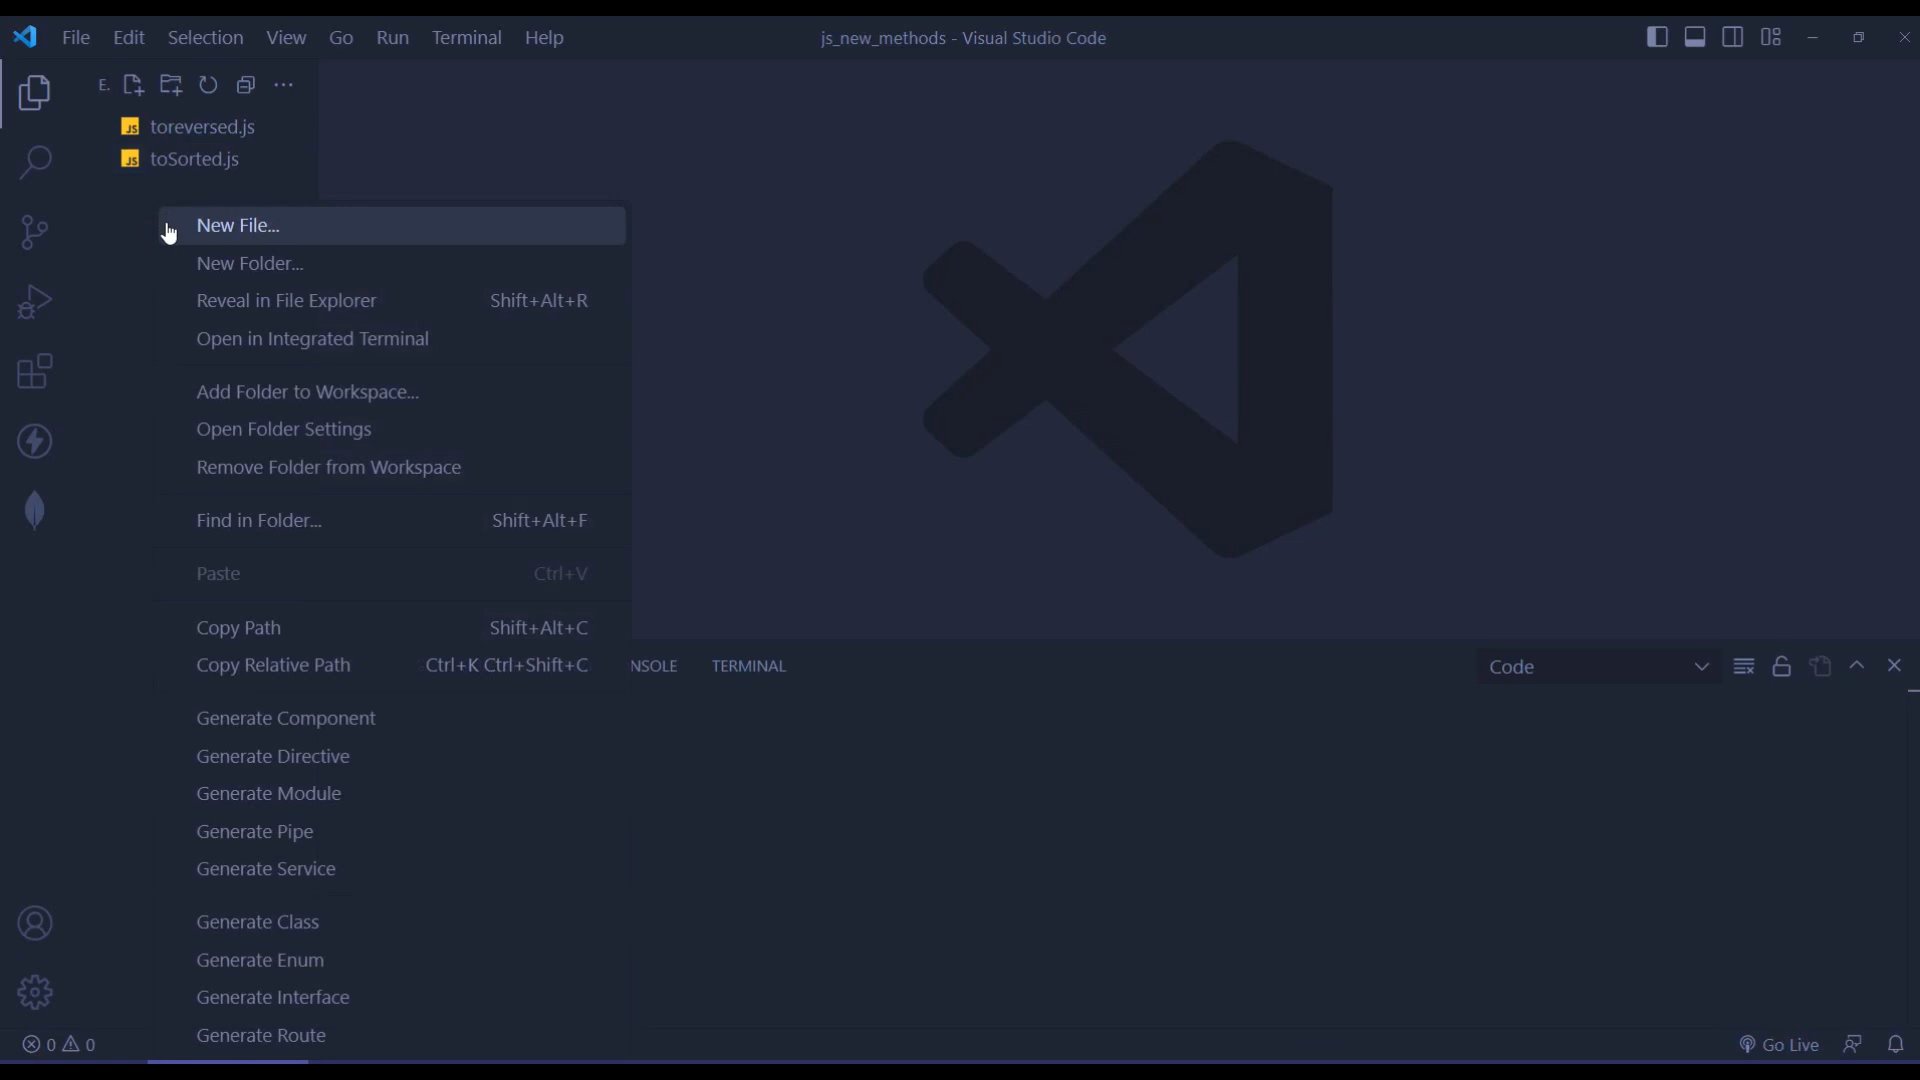 File Edit Selection View Go Run Terminal Help js_new_methods - Visual Studio Code
E.
JS toreversed.js
JS toSorted.js
New File...
New Folder...
Reveal in File Explorer Shift+Alt+R
Open in Integrated Terminal
Add Folder to Workspace...
Open Folder Settings
Remove Folder from Workspace
Find in Folder... Shift+Alt+F
Paste Ctrl+V
Copy Path Shift+Alt+C
Copy Relative Path Ctrl+K Ctrl+Shift+C NSOLE TERMINAL Code
Generate Component
Generate Directive
Generate Module
Generate Pipe
Generate Service
Generate Class
Generate Enum
Generate Interface
Generate Route
0 0 Go Live